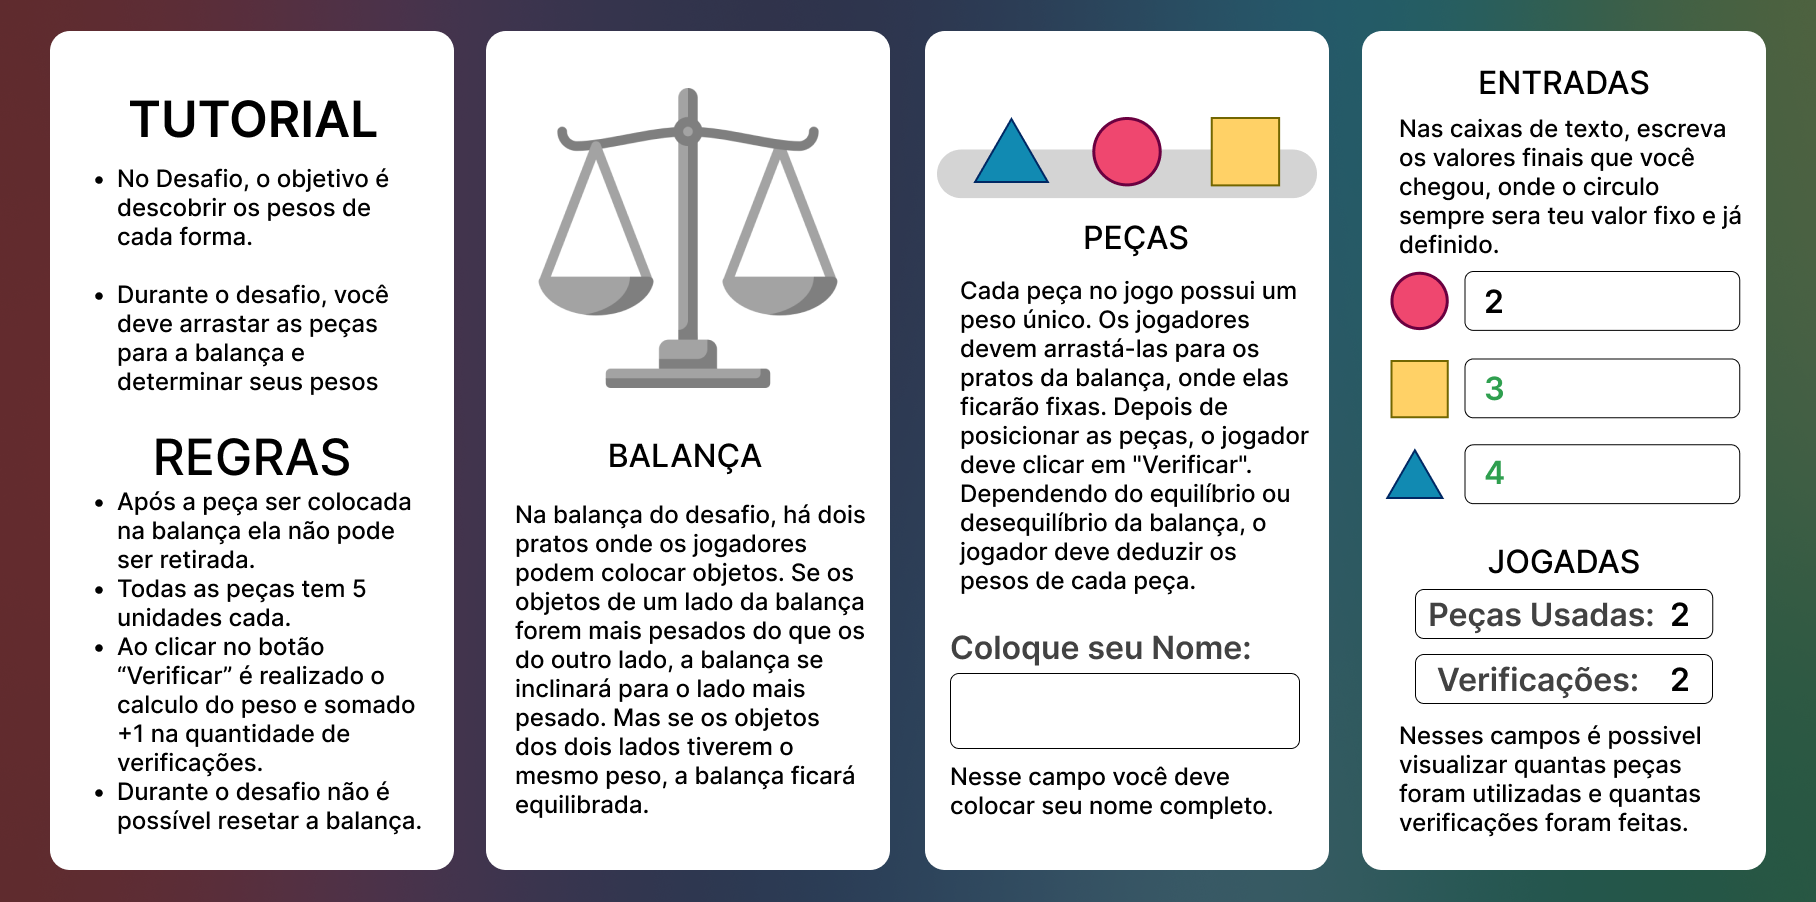 TUTORIAL
• No Desafio, o objetivo é
descobrir os pesos de
cada forma.
• Durante o desafio, você
deve arrastar as peças
para a balança e
determinar seus pesos
REGRAS
• Após a peça ser colocada
na balança ela não pode
ser retirada.
• Todas as peças tem 5
unidades cada.
• Ao clicar no botão
“Verificar” é realizado o
calculo do peso e somado
+1 na quantidade de
verificações.
• Durante o desafio não é
possível resetar a balança.
BALANÇA
Na balança do desafio, há dois
pratos onde os jogadores
podem colocar objetos. Se os
objetos de um lado da balança
forem mais pesados do que os
do outro lado, a balança se
inclinará para o lado mais
pesado. Mas se os objetos
dos dois lados tiverem o
mesmo peso, a balança ficará
equilibrada.
PEÇAS
Cada peça no jogo possui um
peso único. Os jogadores
devem arrastá-las para os
pratos da balança, onde elas
ficarão fixas. Depois de
posicionar as peças, o jogador
deve clicar em "Verificar".
Dependendo do equilíbrio ou
desequilíbrio da balança, o
jogador deve deduzir os
pesos de cada peça.
Coloque seu Nome:
Nesse campo você deve
colocar seu nome completo.
ENTRADAS
Nas caixas de texto, escreva
os valores finais que você
chegou, onde o circulo
sempre sera teu valor fixo e já
definido.
2
3
4
JOGADAS
Peças Usadas: 2
Verificações: 2
Nesses campos é possivel
visualizar quantas peças
foram utilizadas e quantas
verificações foram feitas.